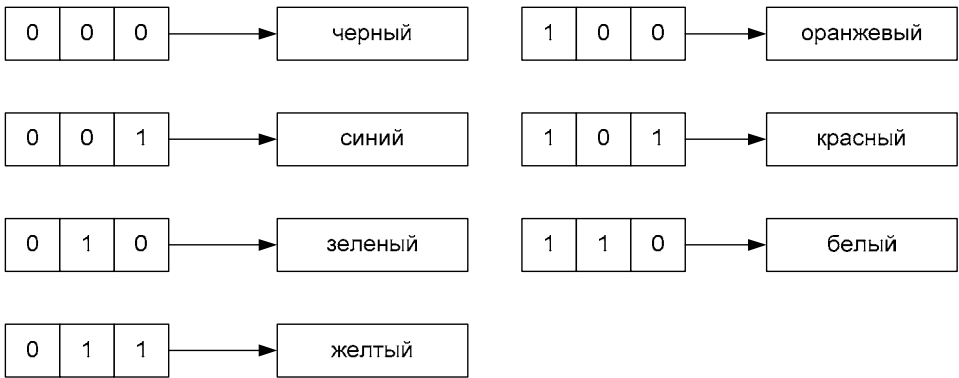 0 0 0 черный
1 0 0 оранжевый
0 0 1 синий
1 0 1 красный
0 1 0 зеленый
1 1 0 белый
0 1 1 желтый